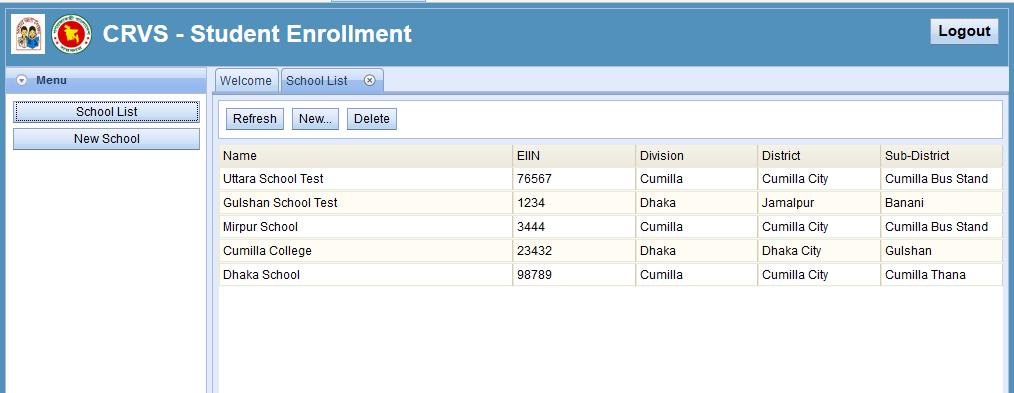 CRVS - Student Enrollment
Logout
Menu
School List
New School
Welcome School List
Refresh New... Delete
Name EIIN Division District Sub-District
Uttara School Test 76567 Cumilla Cumilla City Cumilla Bus Stand
Gulshan School Test 1234 Dhaka Jamalpur Banani
Mirpur School 3444 Cumilla Cumilla City Cumilla Bus Stand
Cumilla College 23432 Dhaka Dhaka City Gulshan
Dhaka School 98789 Cumilla Cumilla City Cumilla Thana